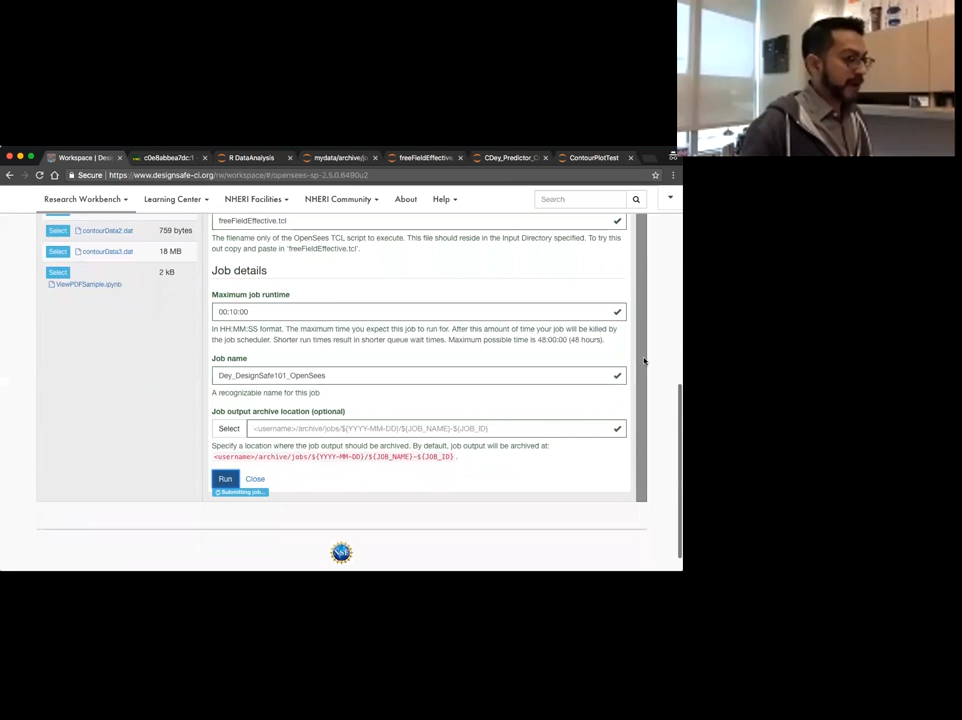 Workspace | Desi
c0e8abbea7dc:1
R DataAnalysis
mydata/archive/jo
freeFieldEffective.
CDey_Predictor_C
ContourPlotTest
Secure
https://www.designsafe-ci.org/rw/workspace/#/opensees-sp-2.5.0.6490u2
Research Workbench
Learning Center
NHERI Facilities
NHERI Community
About
Help
Search
Select contourData2.dat 759 bytes
Select contourData3.dat 18 MB
Select 2 kB
ViewPDFSample.ipynb
freeFieldEffective.tcl
The filename only of the OpenSees TCL script to execute. This file should reside in the Input Directory specified. To try this
out copy and paste in 'freeFieldEffective.tcl'.
Job details
Maximum job runtime
00:10:00
In HH:MM:SS format. The maximum time you expect this job to run for. After this amount of time your job will be killed by
the job scheduler. Shorter run times result in shorter queue wait times. Maximum possible time is 48:00:00 (48 hours).
Job name
Dey_DesignSafe101_OpenSees
A recognizable name for this job
Job output archive location (optional)
Select <username>/archive/jobs/${YYYY-MM-DD}/${JOB_NAME}-${JOB_ID}
Specify a location where the job output should be archived. By default, job output will be archived at:
<username>/archive/jobs/${YYYY-MM-DD}/${JOB_NAME}-${JOB_ID}.
Run Close
Submitting job...
NSF